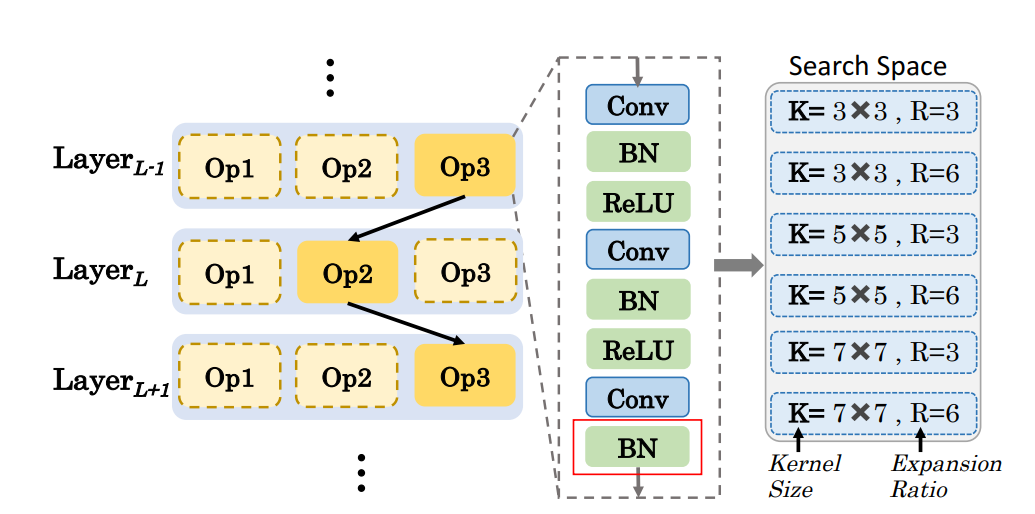 Layer L-1
Op1
Op2
Op3
Layer L
Op1
Op2
Op3
Layer L+1
Op1
Op2
Op3
Conv
BN
ReLU
Conv
BN
ReLU
Conv
BN
Search Space
K= 3×3 , R=3
K= 3×3 , R=6
K= 5×5 , R=3
K= 5×5 , R=6
K= 7×7 , R=3
K= 7×7 , R=6
Kernel
Size
Expansion
Ratio